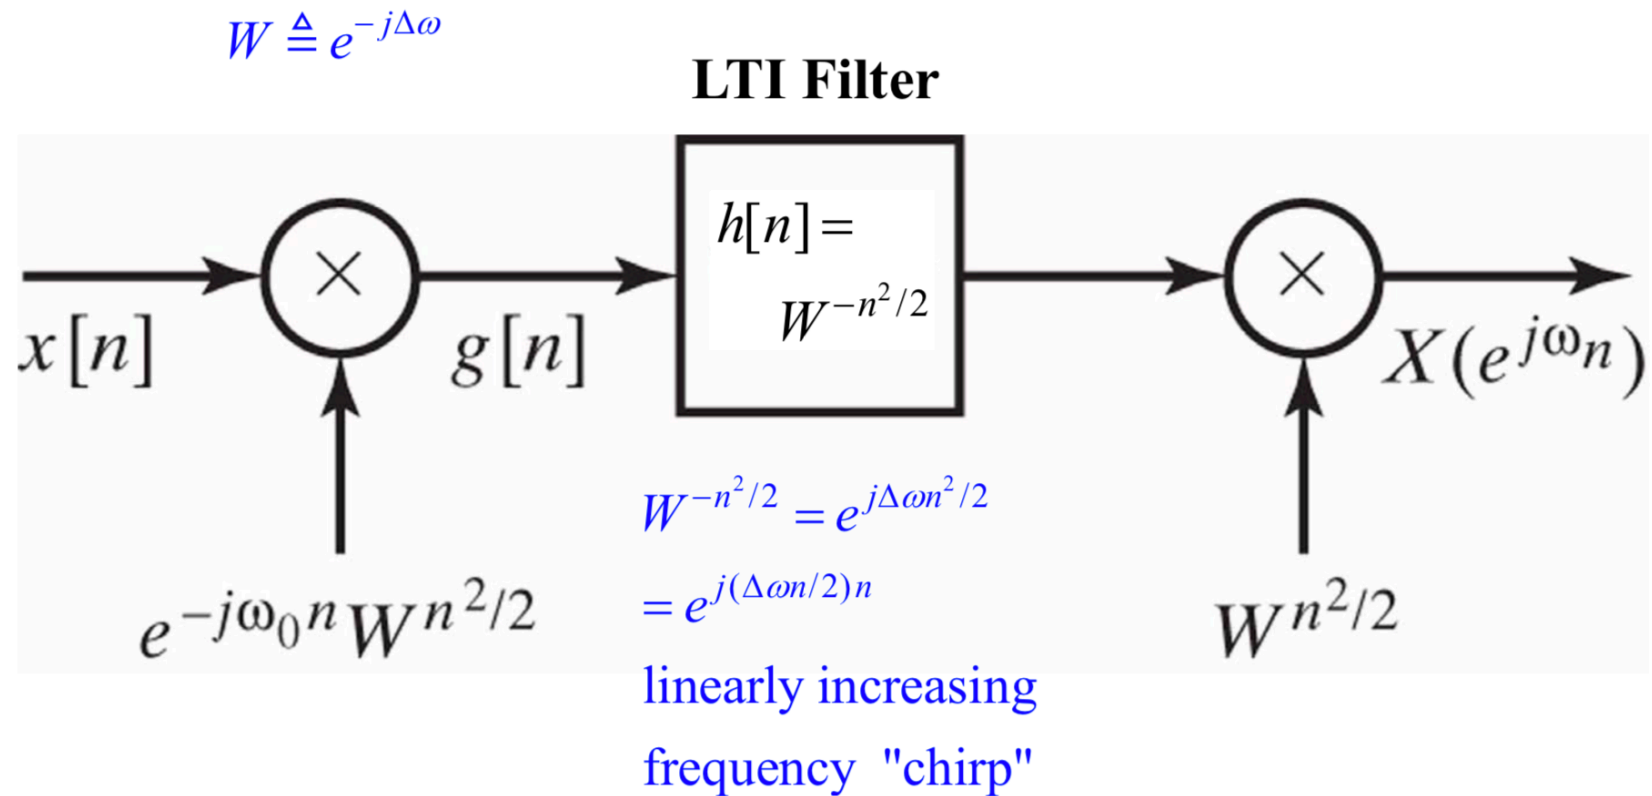 W ≜ e^{-jΔω}
LTI Filter
h[n] =
W^{-n²/2}
×
×
x[n]
g[n]
X(e^{jω_n})
W^{-n²/2} = e^{jΔωn²/2}
= e^{j(Δωn/2)n}
e^{-jω₀n}W^{n²/2}
W^{n²/2}
linearly increasing
frequency "chirp"